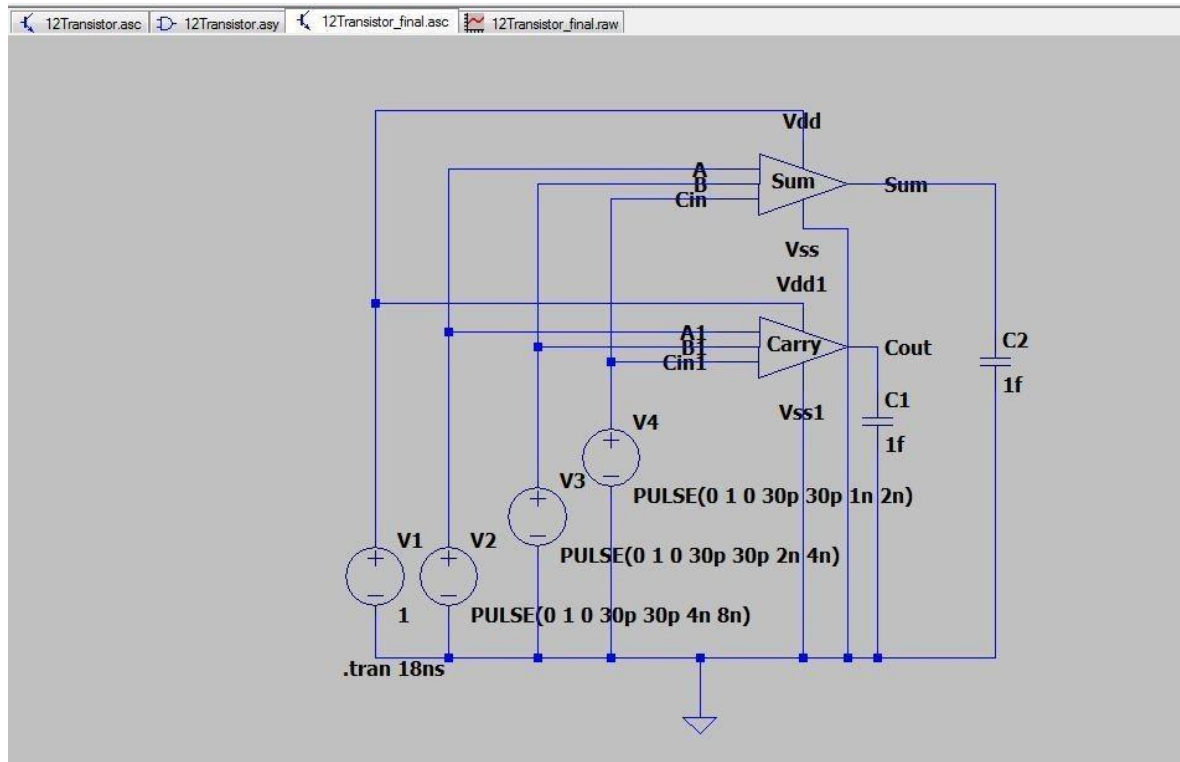 12Transistor.asc 12Transistor.asy 12Transistor_final.asc 12Transistor_final.raw
Vdd
A
B
Cin
Sum
Sum
Vss
Vdd1
A1
B1
Cin1
Carry
Cout
Vss1
C2
1f
C1
1f
V4
PULSE(0 1 0 30p 30p 1n 2n)
V3
PULSE(0 1 0 30p 30p 2n 4n)
V1
1
V2
PULSE(0 1 0 30p 30p 4n 8n)
.tran 18ns